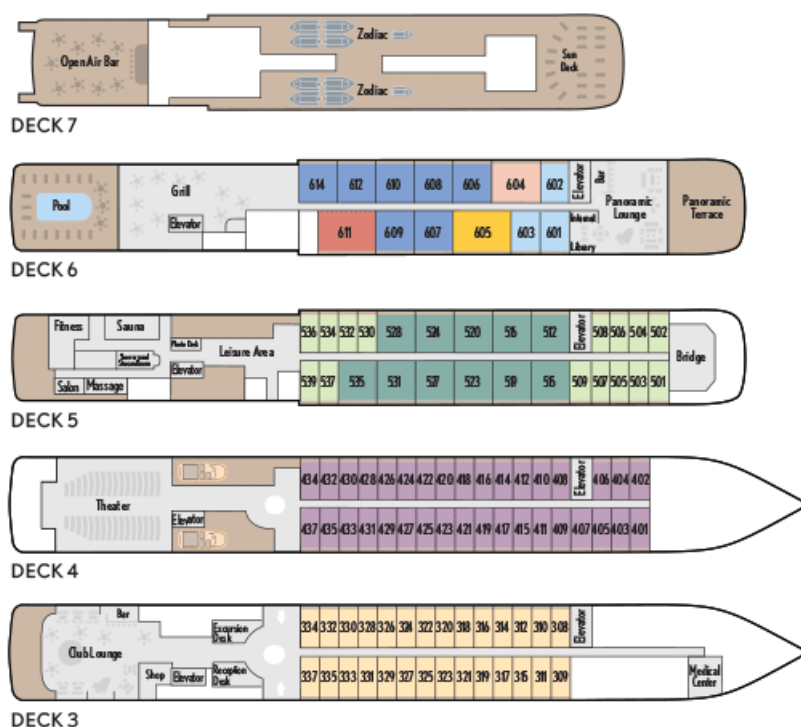 Open Air Bar
Zodiac
Zodiac
Sun
Deck
DECK 7
Pool
Grill
Elevator
614 612 610 608 606 604 602
611 609 607 605 603 601
Elevator
Bar
Internet
Library
Panoramic
Lounge
Panoramic
Terrace
DECK 6
Fitness
Sauna
Photo Desk
Leisure Area
Elevator
Salon
Massage
536 534 532 530 528 524 520 516 512
Elevator
508 506 504 502
539 537 535 531 527 523 519 515
509 507 505 503 501
Bridge
DECK 5
Theater
Elevator
434 432 430 428 426 424 422 420 418 416 414 412 410 408
Elevator
406 404 402
437 435 433 431 429 427 425 423 421 419 417 415 411 409 407 405 403 401
DECK 4
Bar
Club Lounge
Excursion
Desk
Shop
Elevator
Reception
Desk
334 332 330 328 326 324 322 320 318 316 314 312 310 308
Elevator
337 335 333 331 329 327 325 323 321 319 317 315 311 309
Medical
Center
DECK 3